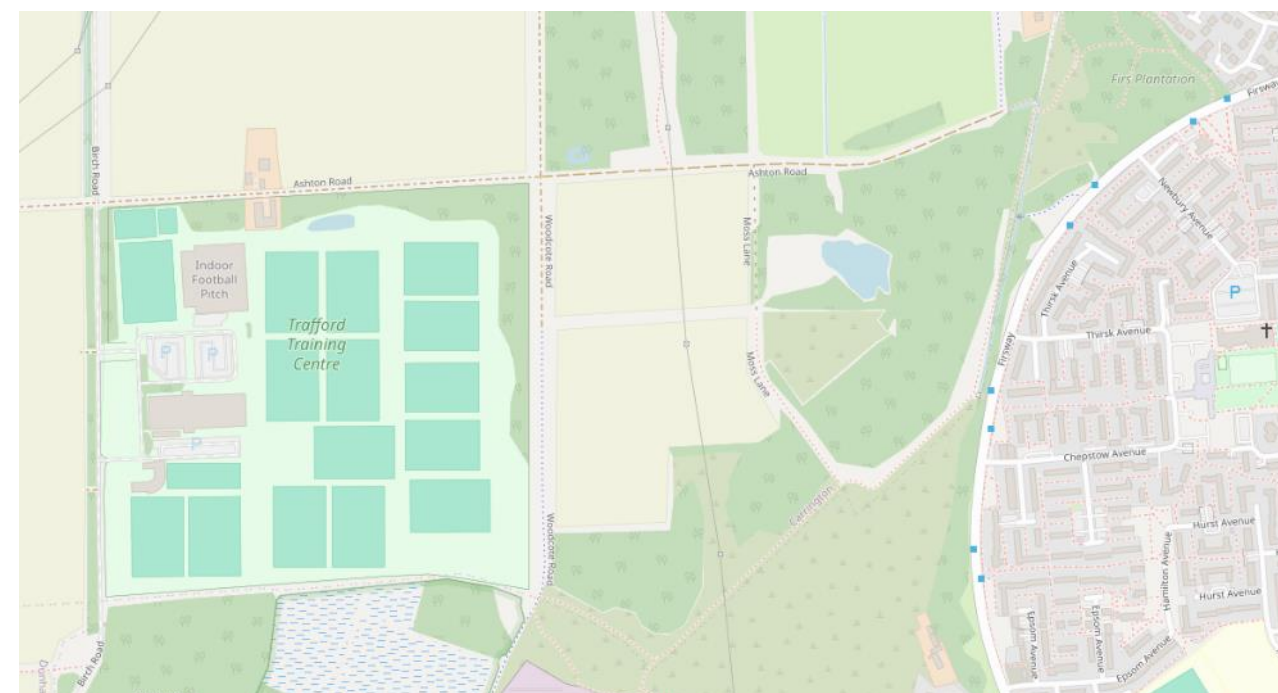 Firs Plantation
Firsway
Birch Road
Ashton Road
Ashton Road
Newbury Avenue
Woodcote Road
Moss Lane
Indoor
Football
Pitch
Thirsk Avenue
P
Trafford
Training
Centre
P
P
Thirsk Avenue
Firsway
Moss Lane
P
Chepstow Avenue
Carrington
Woodcote Road
Hurst Avenue
Hamilton Avenue
Hurst Avenue
Epsom Avenue
Epsom Avenue
Epsom Avenue
Birch Road